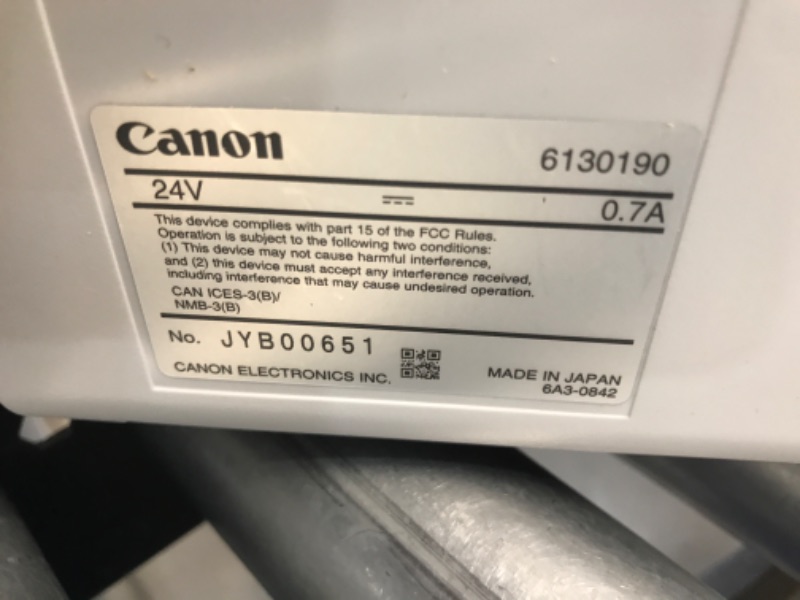 Canon
6130190
24V
0.7A
This device complies with part 15 of the FCC Rules.
Operation is subject to the following two conditions:
(1) This device may not cause harmful interference,
and (2) this device must accept any interference received,
including interference that may cause undesired operation.
CAN ICES-3(B)/
NMB-3(B)
No. JYB00651
CANON ELECTRONICS INC.
MADE IN JAPAN
6A3-0842